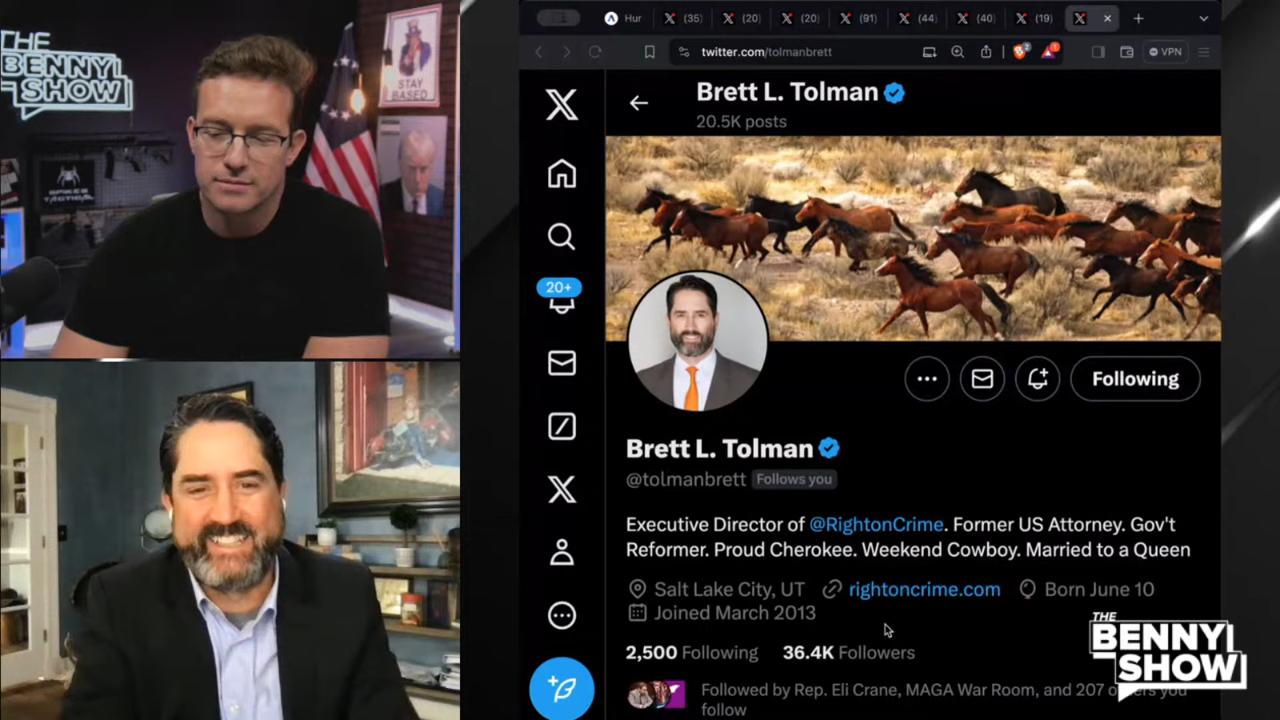 THE
BENNY
SHOW
STAY
BASED
Hur
(35)
(20)
(20)
(91)
(44)
(40)
(19)
twitter.com/tolmanbrett
2
1
VPN
Brett L. Tolman
20.5K posts
20+
Following
Brett L. Tolman
@tolmanbrett Follows you
Executive Director of @RightonCrime. Former US Attorney. Gov't
Reformer. Proud Cherokee. Weekend Cowboy. Married to a Queen
Salt Lake City, UT rightoncrime.com Born June 10
Joined March 2013
2,500 Following 36.4K Followers
Followed by Rep. Eli Crane, MAGA War Room, and 207 others you
follow
THE
BENNY
SHOW